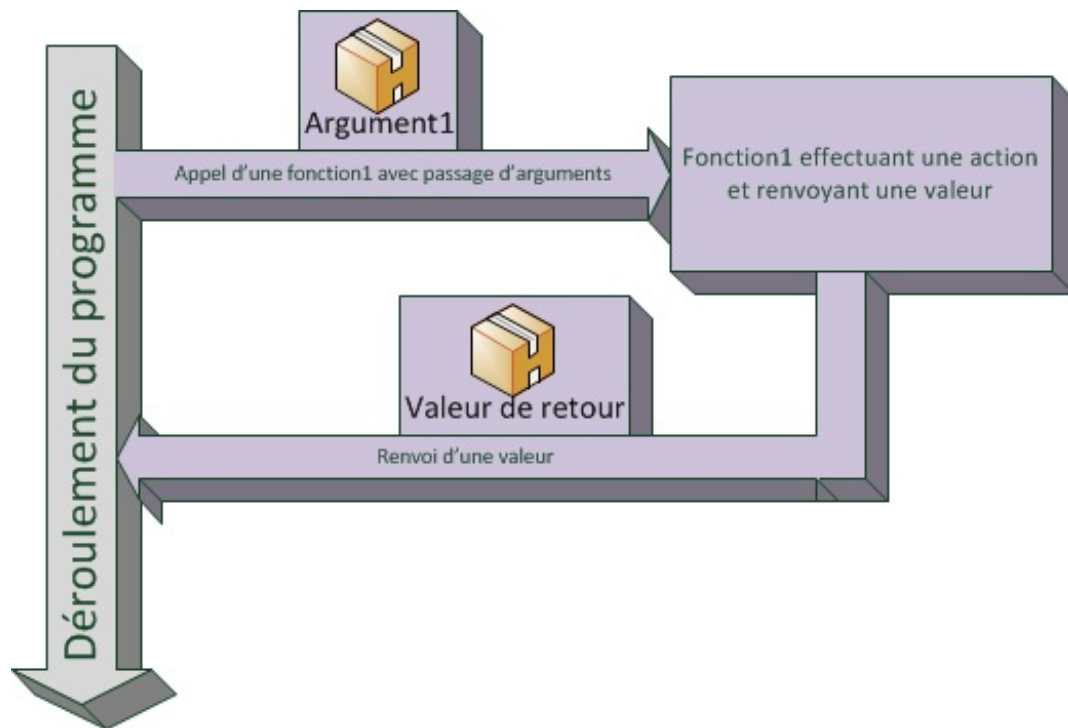 Déroulement du programme
Argument1
Appel d'une fonction1 avec passage d'arguments
Fonction1 effectuant une action
et renvoyant une valeur
Valeur de retour
Renvoi d'une valeur